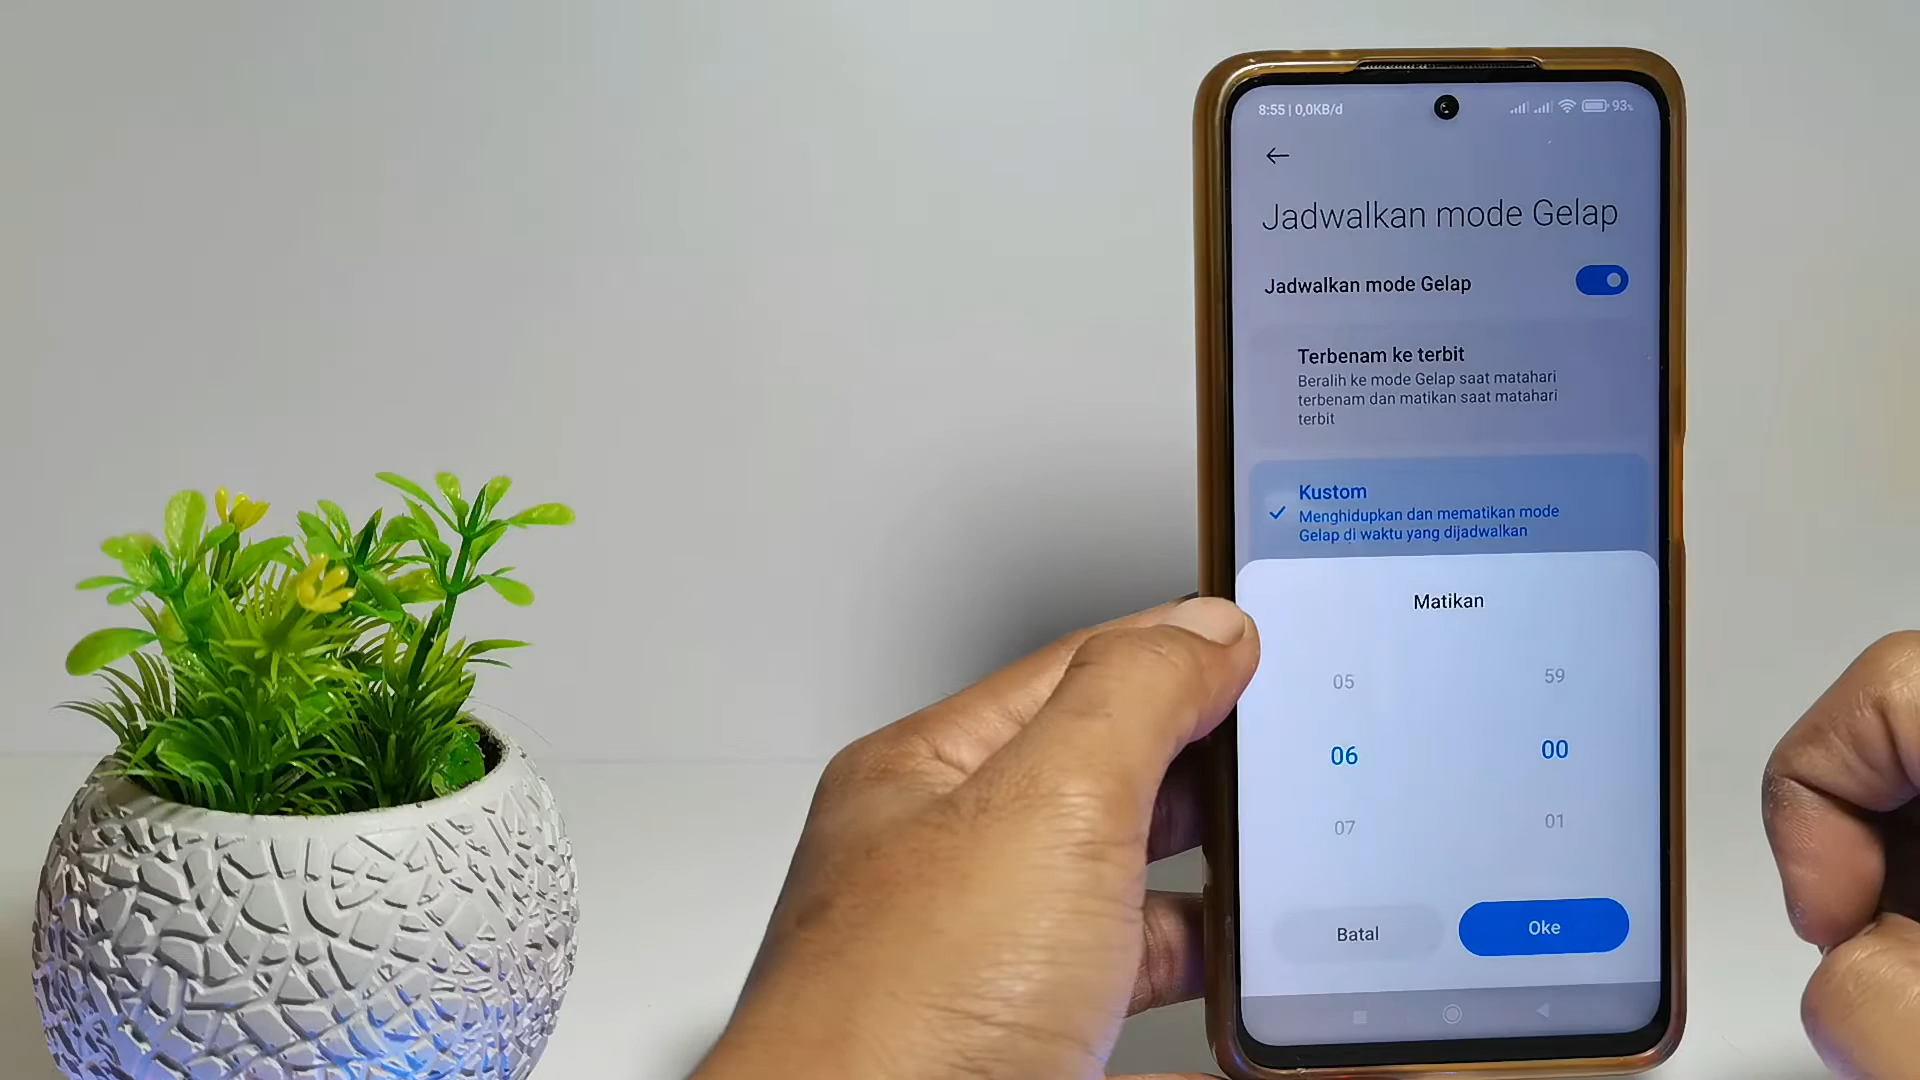 8:55 | 0,0KB/d 93%
Jadwalkan mode Gelap
Jadwalkan mode Gelap
Terbenam ke terbit
Beralih ke mode Gelap saat matahari
terbenam dan matikan saat matahari
terbit
Kustom
Menghidupkan dan mematikan mode
Gelap di waktu yang dijadwalkan
Matikan
05 59
06 00
07 01
Batal Oke